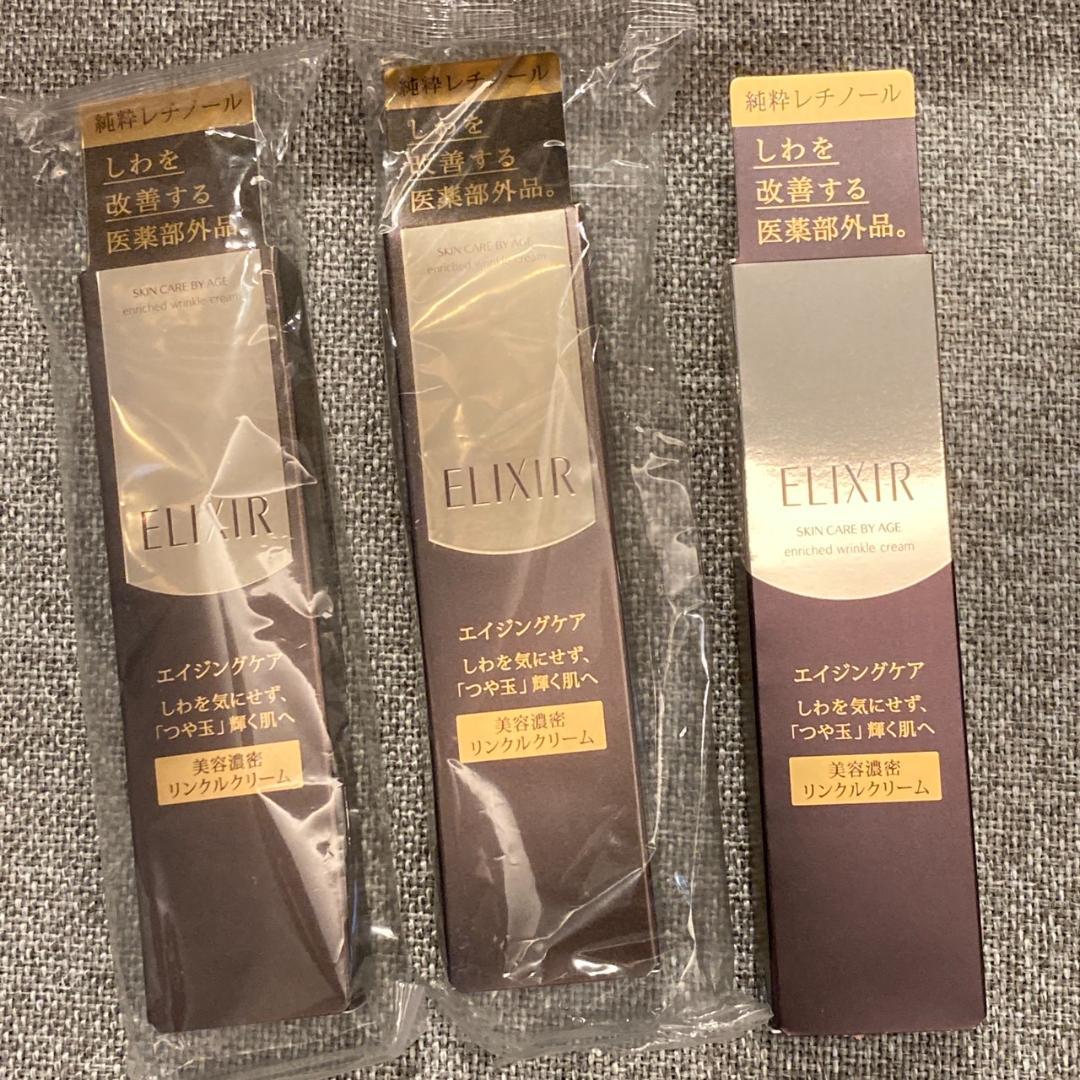 純粋レチノール
しわを
改善する
医薬部外品。
SKIN CARE BY AGE
enriched wrinkle cream
ELIXIR
エイジングケア
しわを気にせず、
「つや玉」輝く肌へ
美容濃密
リンクルクリーム
純粋レチノール
しわを
改善する
医薬部外品。
SKIN CARE BY AGE
enriched wrinkle cream
ELIXIR
エイジングケア
しわを気にせず、
「つや玉」輝く肌へ
美容濃密
リンクルクリーム
純粋レチノール
しわを
改善する
医薬部外品。
ELIXIR
SKIN CARE BY AGE
enriched wrinkle cream
エイジングケア
しわを気にせず、
「つや玉」輝く肌へ
美容濃密
リンクルクリーム